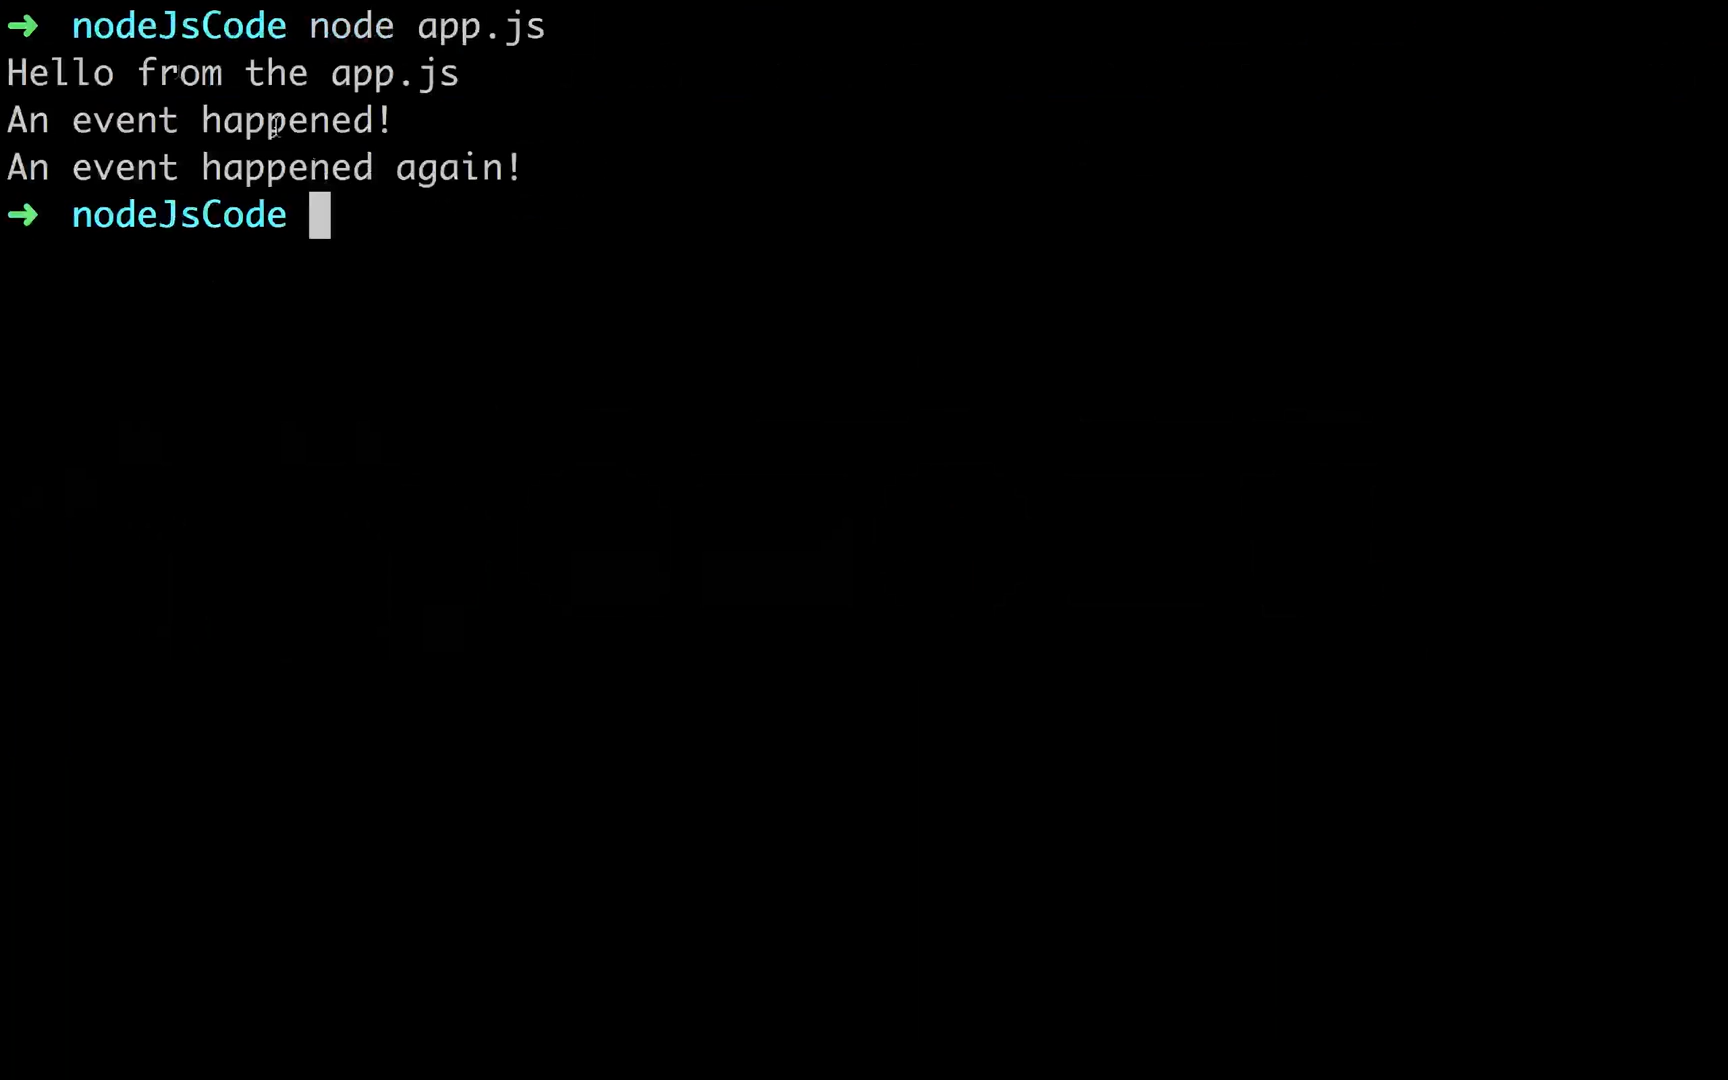 ➜ nodeJsCode node app.js
Hello from the app.js
An event happened!
An event happened again!
➜ nodeJsCode